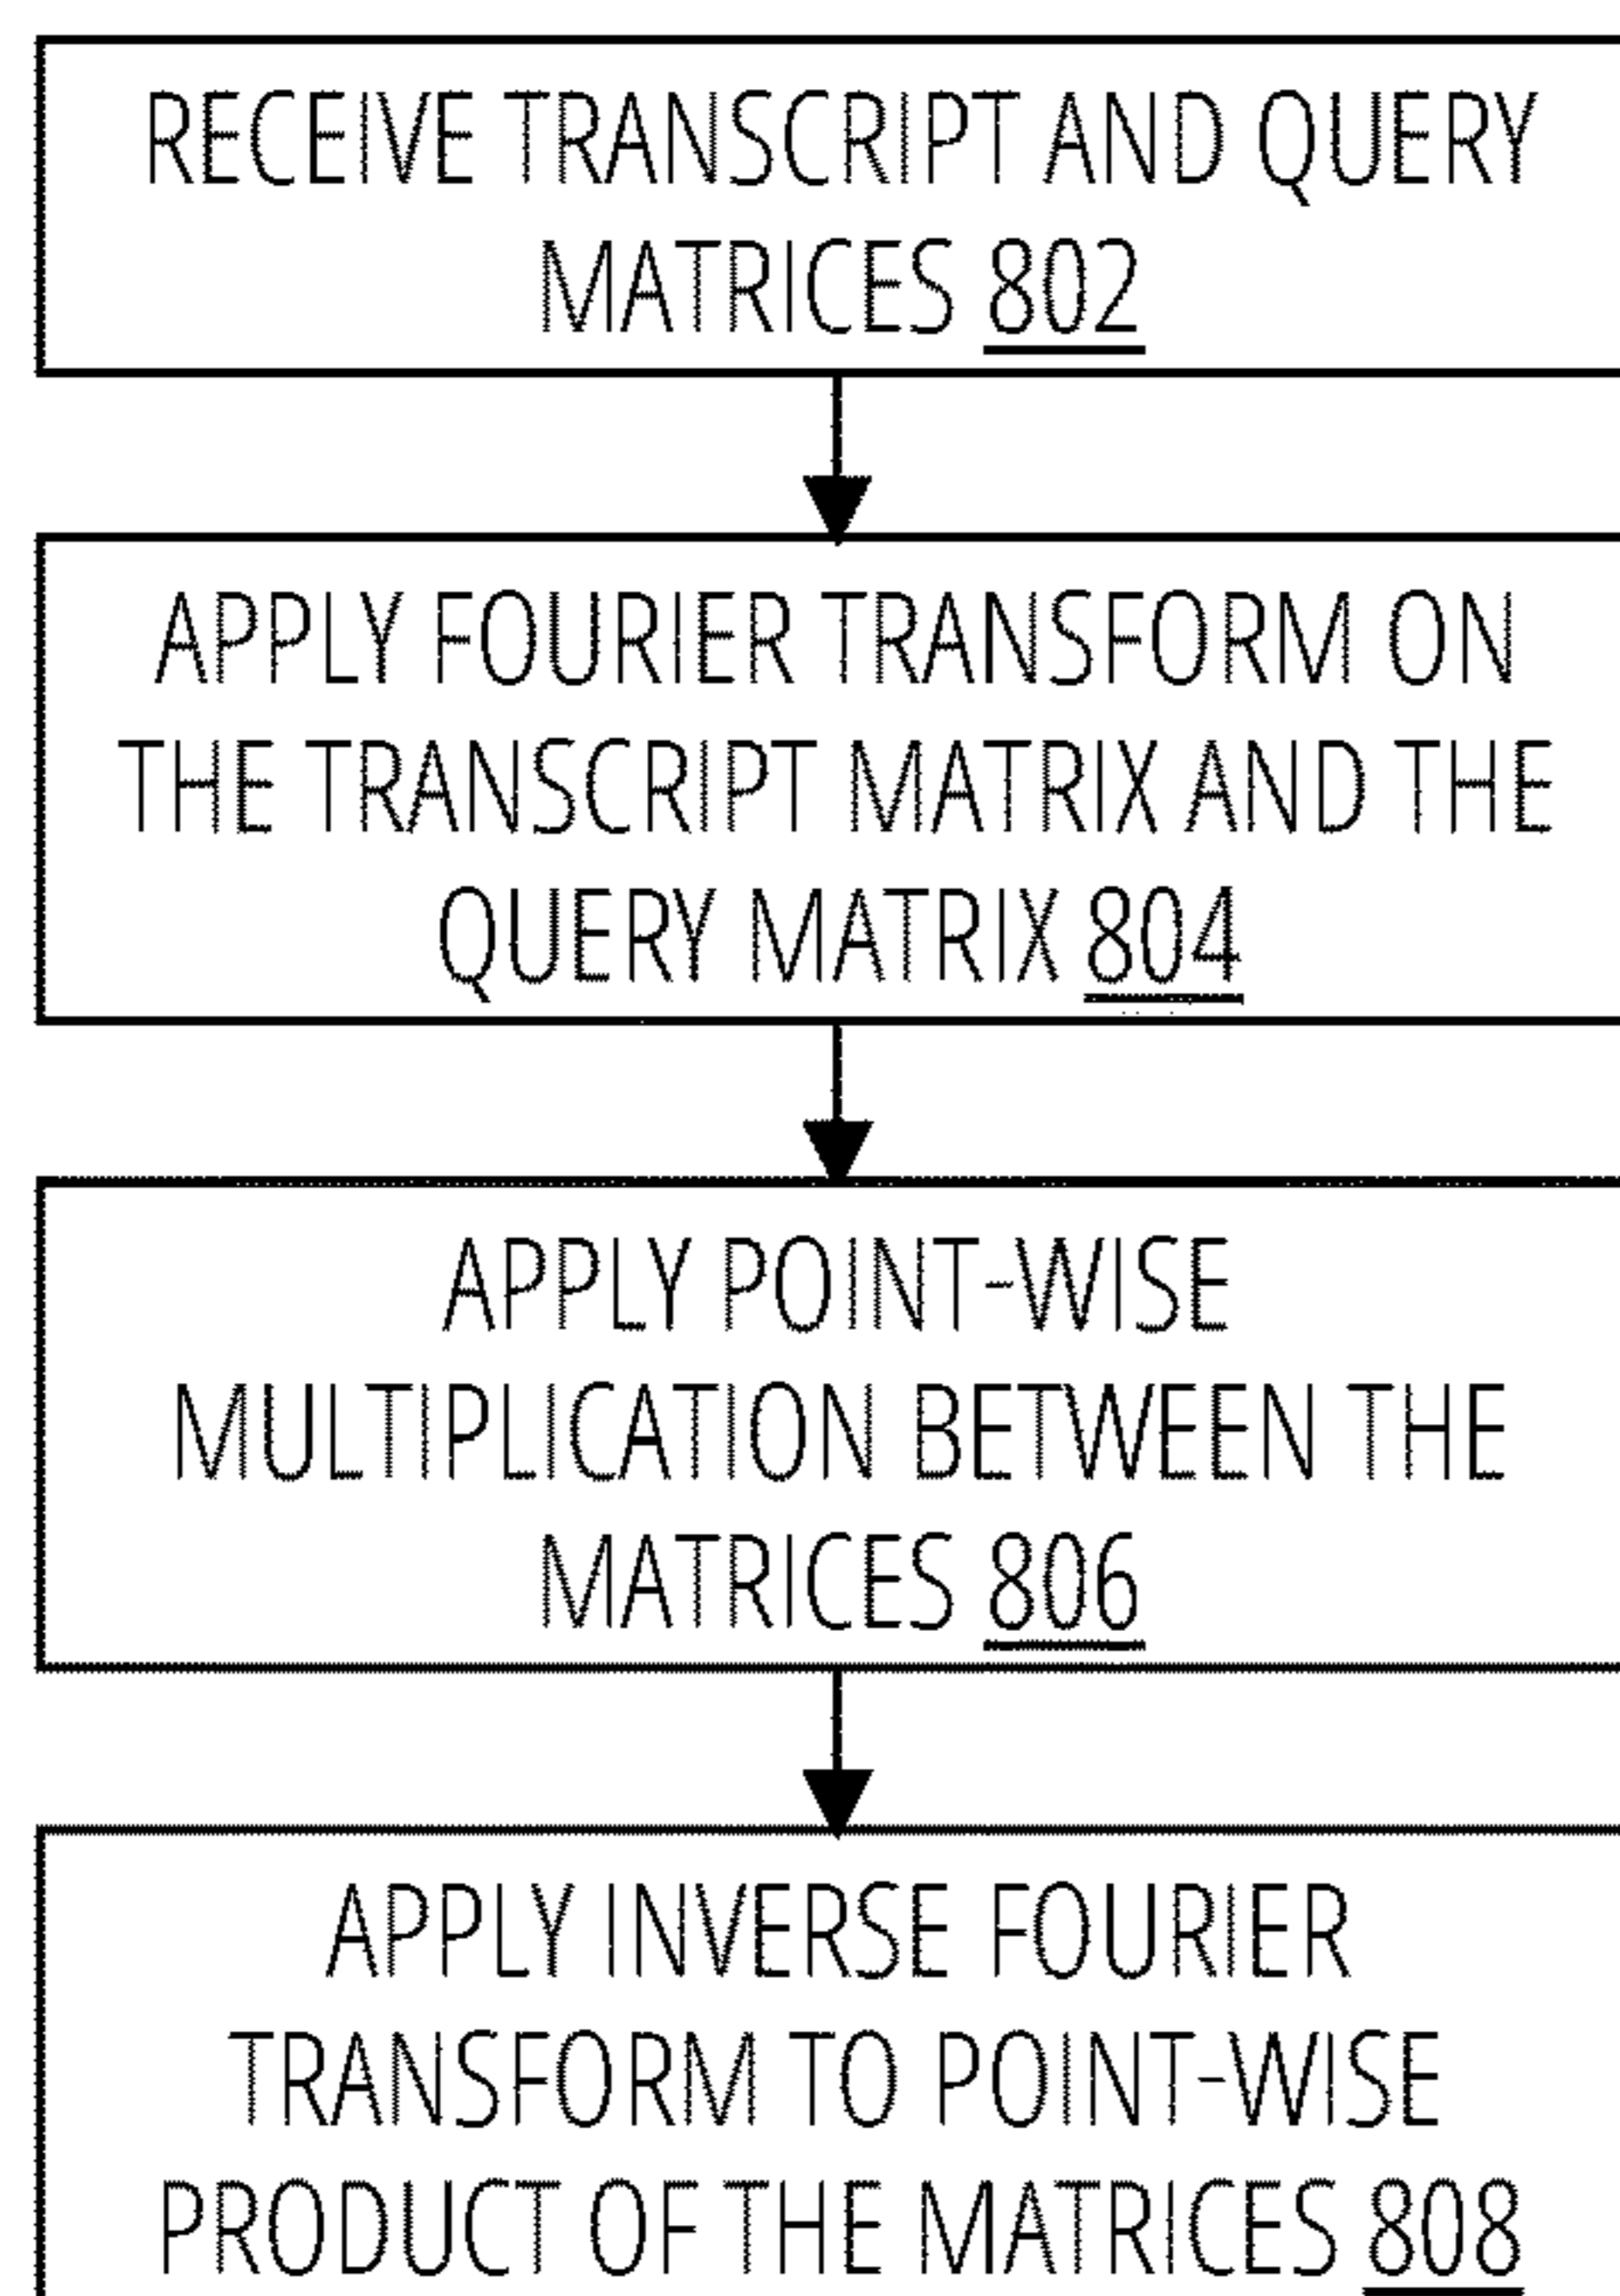 RECEIVE TRANSCRIPT AND QUERY
MATRICES 802
APPLY FOURIER TRANSFORM ON
THE TRANSCRIPT MATRIX AND THE
QUERY MATRIX 804
APPLY POINT-WISE
MULTIPLICATION BETWEEN THE
MATRICES 806
APPLY INVERSE FOURIER
TRANSFORM TO POINT-WISE
PRODUCT OF THE MATRICES 808